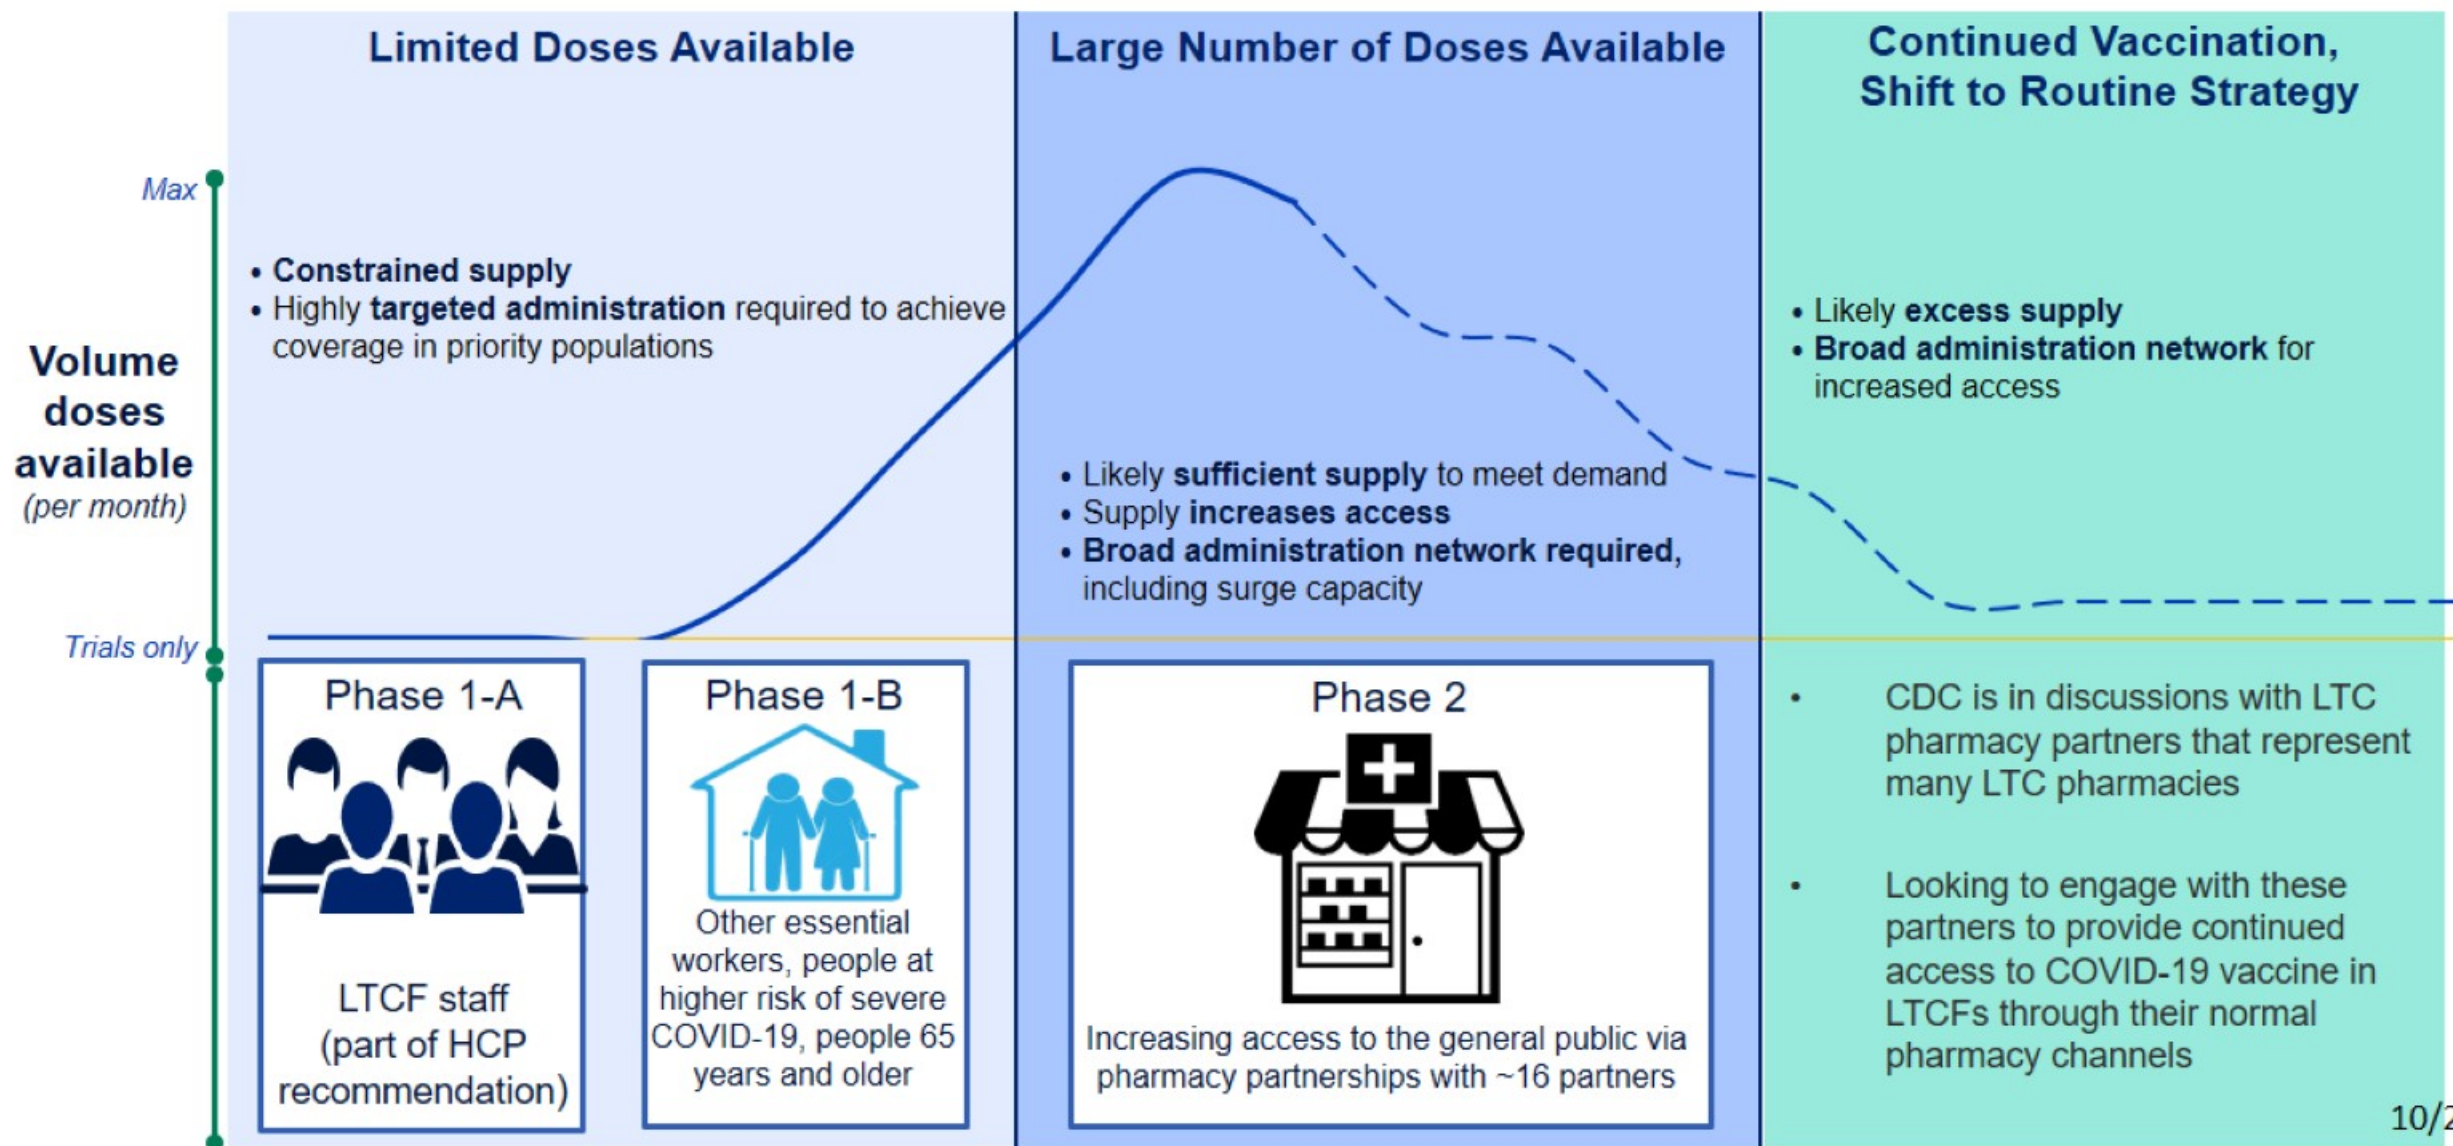 Limited Doses Available
Large Number of Doses Available
Continued Vaccination,
Shift to Routine Strategy
Max
Volume
doses
available
(per month)
Trials only
• Constrained supply
• Highly targeted administration required to achieve
coverage in priority populations
• Likely sufficient supply to meet demand
• Supply increases access
• Broad administration network required,
including surge capacity
• Likely excess supply
• Broad administration network for
increased access
Phase 1-A
LTCF staff
(part of HCP
recommendation)
Phase 1-B
Other essential
workers, people at
higher risk of severe
COVID-19, people 65
years and older
Phase 2
Increasing access to the general public via
pharmacy partnerships with ~16 partners
• CDC is in discussions with LTC
pharmacy partners that represent
many LTC pharmacies
• Looking to engage with these
partners to provide continued
access to COVID-19 vaccine in
LTCFs through their normal
pharmacy channels
10/2